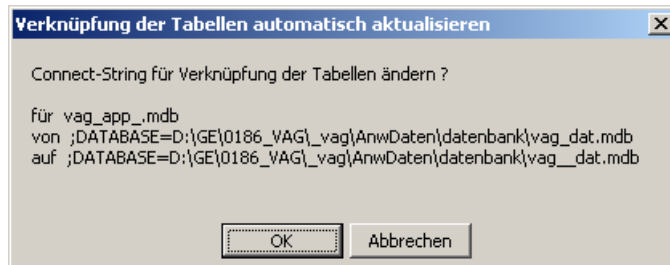 Verknüpfung der Tabellen automatisch aktualisieren
Connect-String für Verknüpfung der Tabellen ändern ?
für vag_app_.mdb
von ;DATABASE=D:\GE\0186_VAG\_vag\AnwDaten\datenbank\vag_dat.mdb
auf ;DATABASE=D:\GE\0186_VAG\_vag\AnwDaten\datenbank\vag__dat.mdb
OK Abbrechen